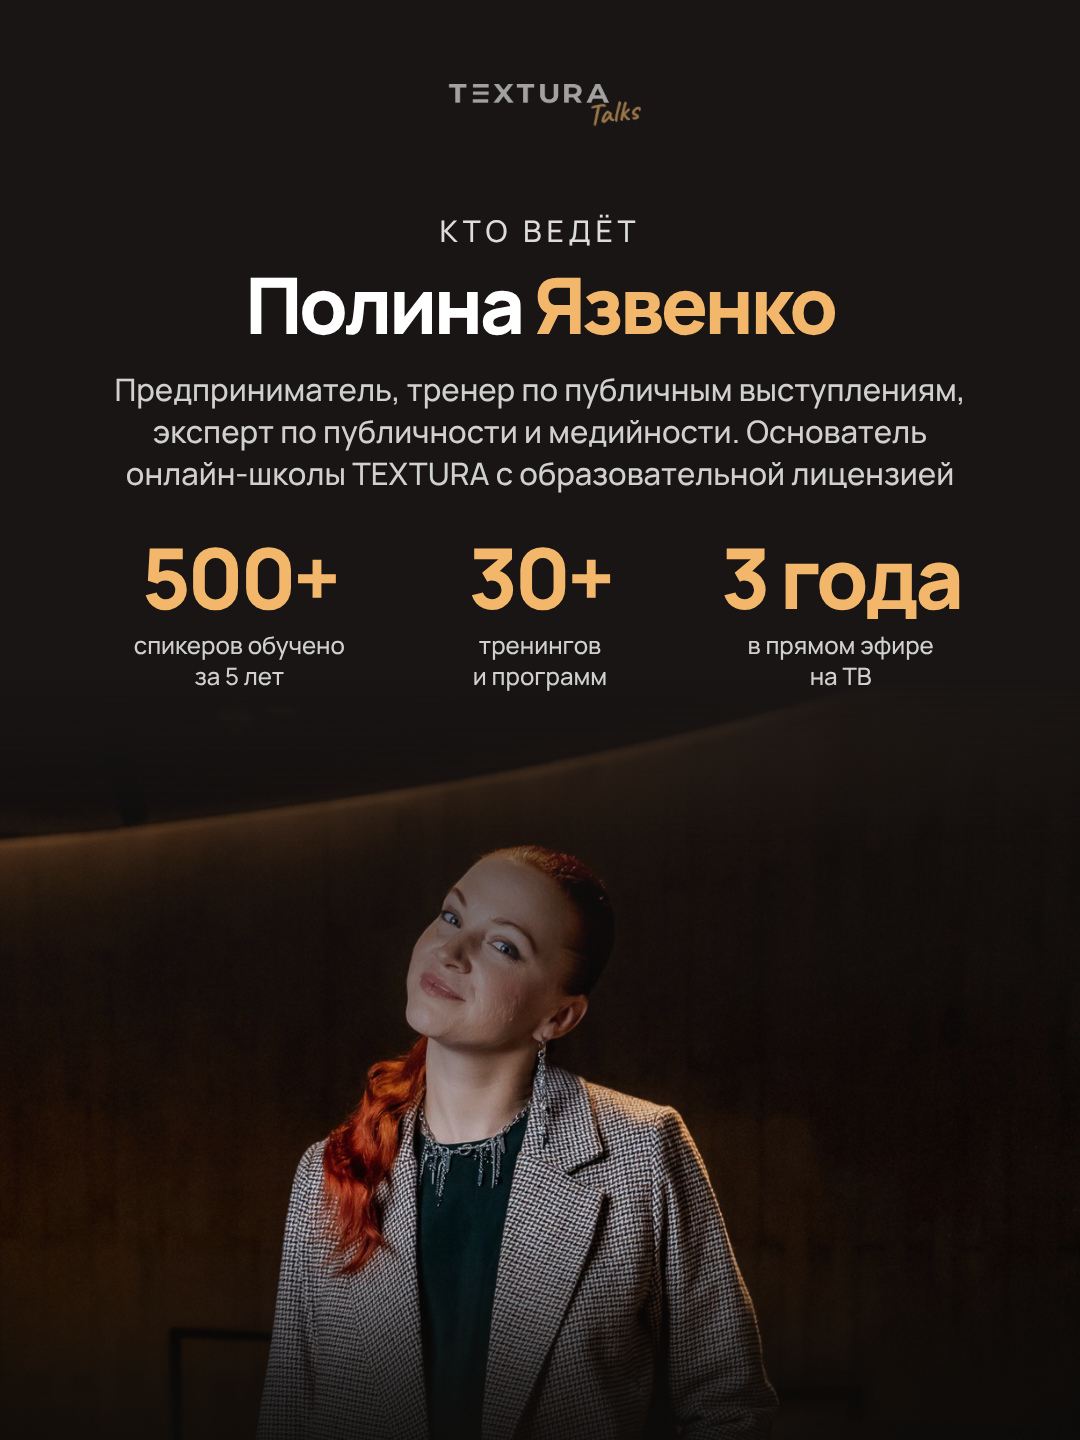 TEXTURA
Talks
КТО ВЕДЁТ
Полина Язвенко
Предприниматель, тренер по публичным выступлениям,
эксперт по публичности и медийности. Основатель
онлайн-школы TEXTURA с образовательной лицензией
500+ 30+ 3 года
спикеров обучено тренингов в прямом эфире
за 5 лет и программ на ТВ